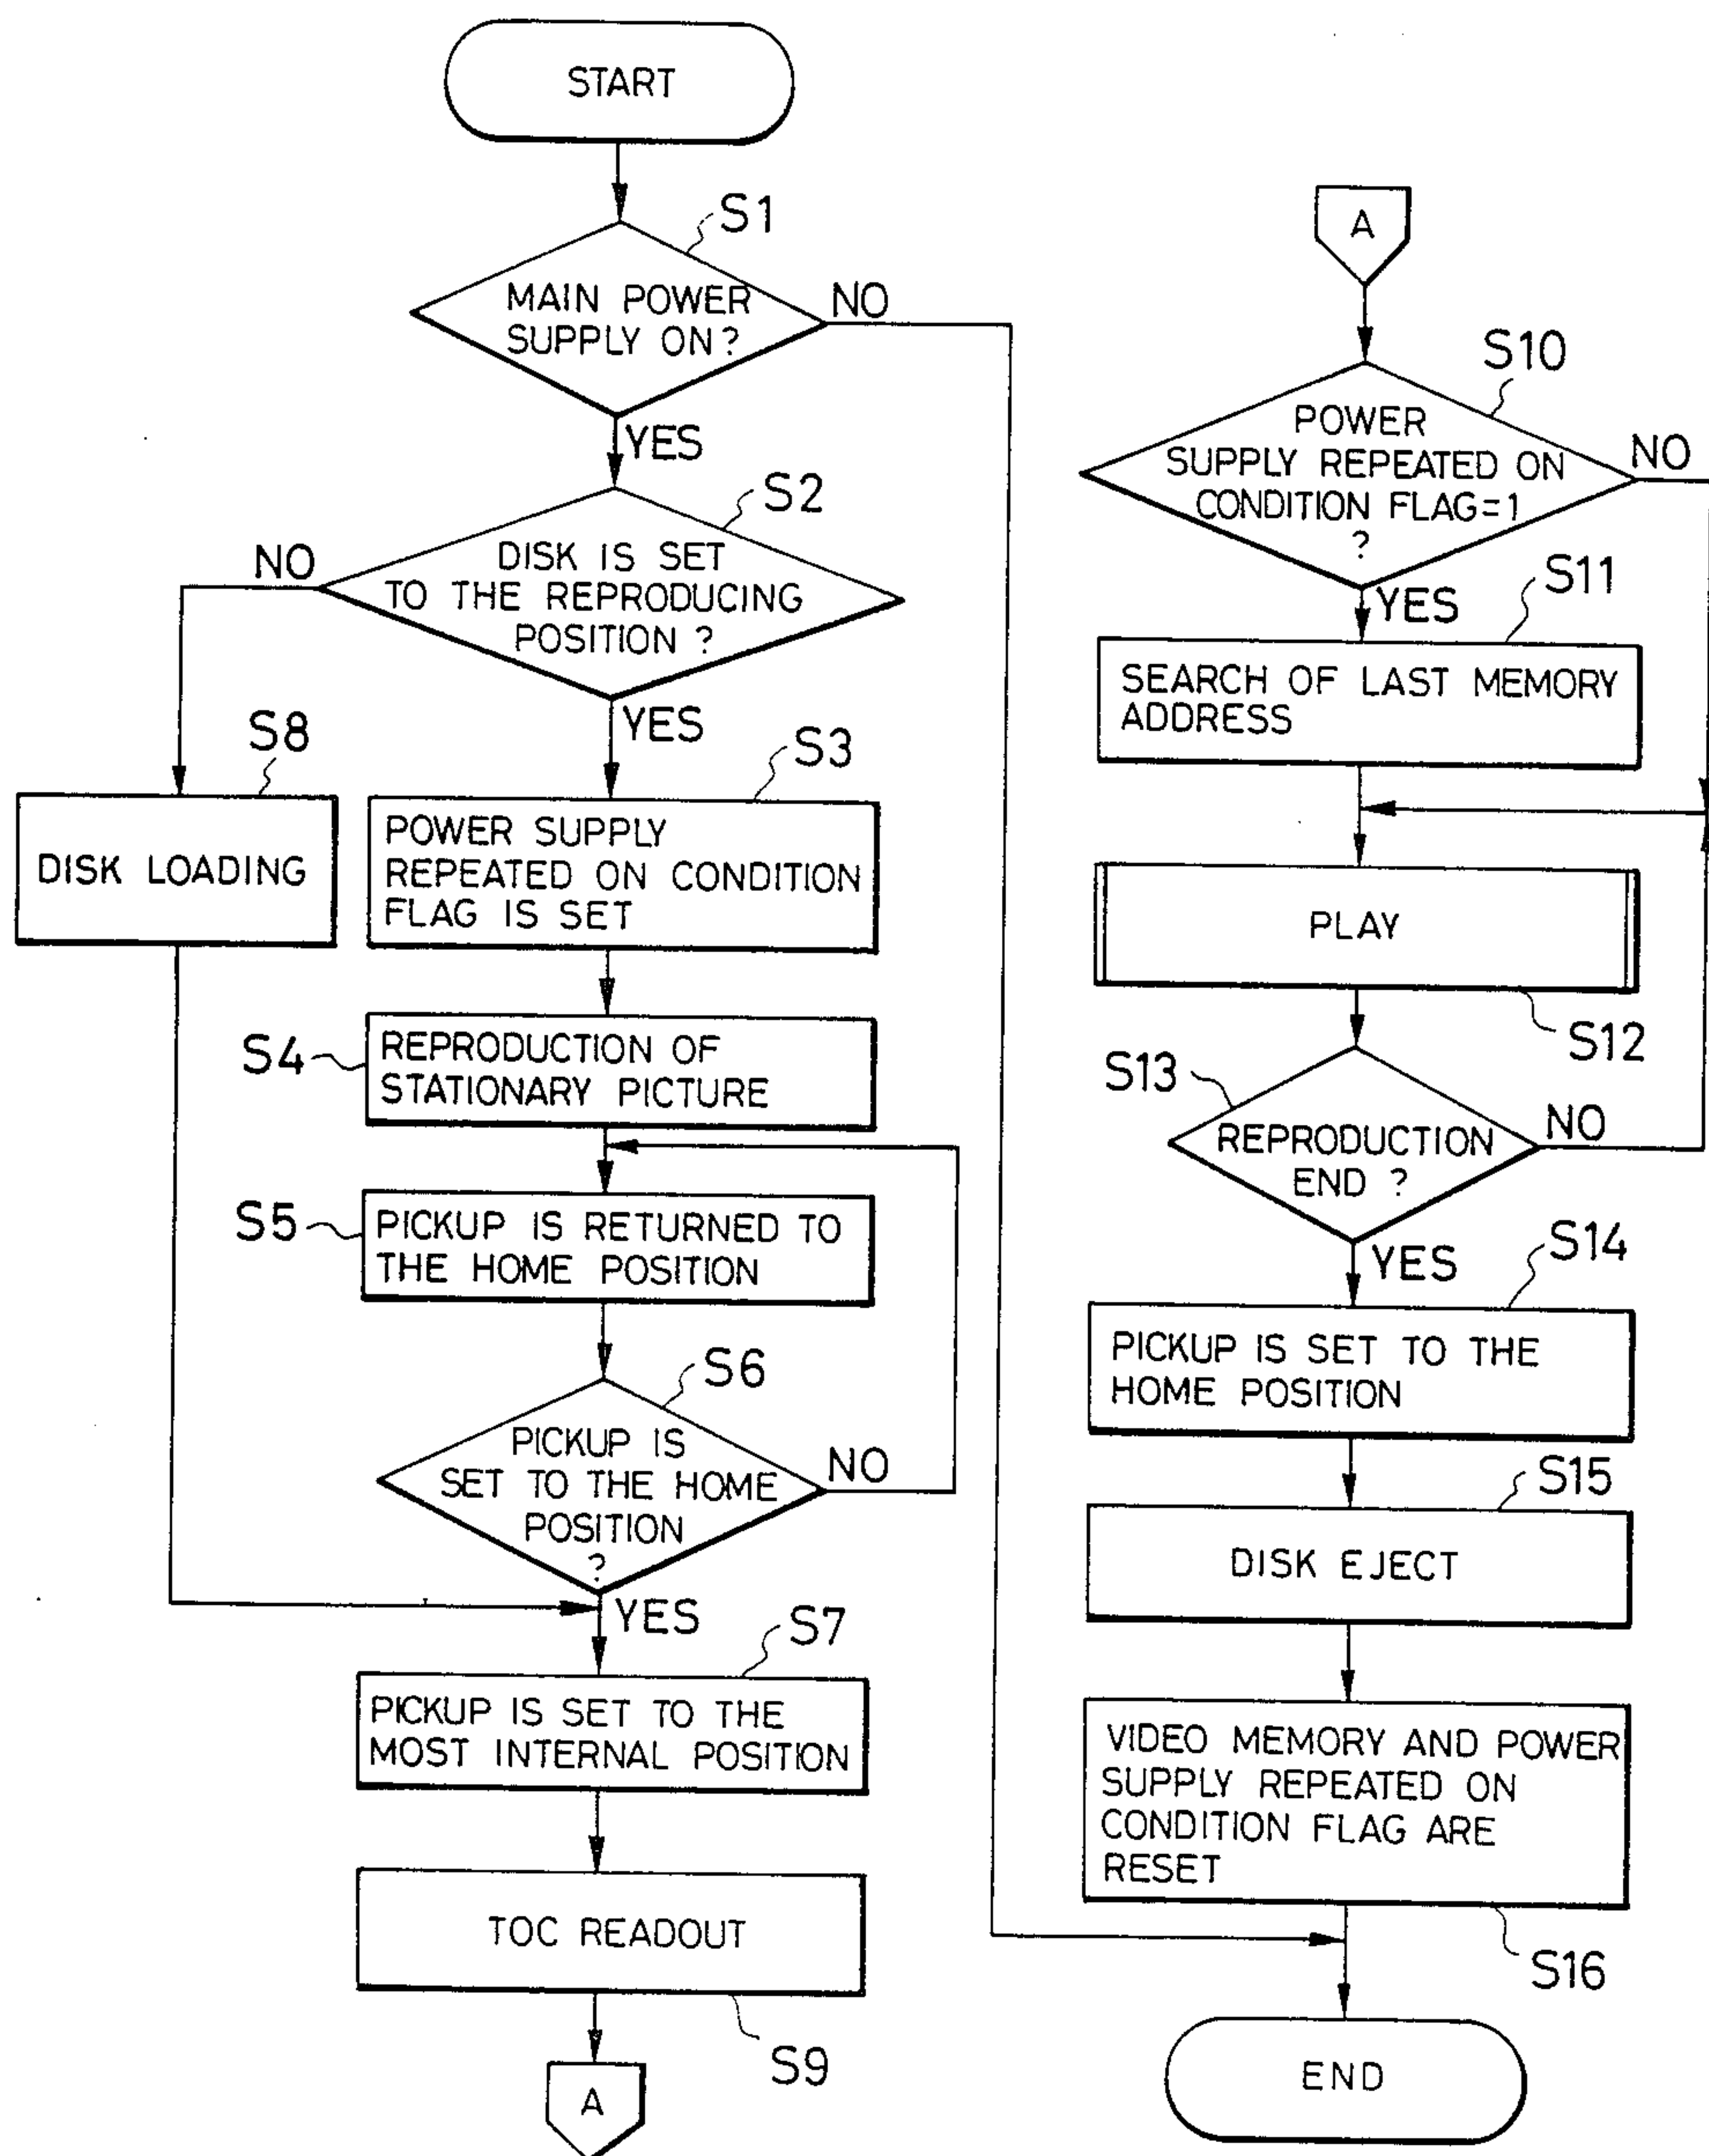 START
S1
MAIN POWER
SUPPLY ON?
NO
YES
S2
DISK IS SET
TO THE REPRODUCING
POSITION ?
NO
YES
S8
DISK LOADING
S3
POWER SUPPLY
REPEATED ON CONDITION
FLAG IS SET
S4
REPRODUCTION OF
STATIONARY PICTURE
S5
PICKUP IS RETURNED TO
THE HOME POSITION
S6
PICKUP IS
SET TO THE HOME
POSITION
?
NO
YES
S7
PICKUP IS SET TO THE
MOST INTERNAL POSITION
TOC READOUT
S9
A
A
S10
POWER
SUPPLY REPEATED ON
CONDITION FLAG=1
?
NO
YES
S11
SEARCH OF LAST MEMORY
ADDRESS
PLAY
S12
S13
REPRODUCTION
END ?
NO
YES
S14
PICKUP IS SET TO THE
HOME POSITION
S15
DISK EJECT
VIDEO MEMORY AND POWER
SUPPLY REPEATED ON
CONDITION FLAG ARE
RESET
S16
END